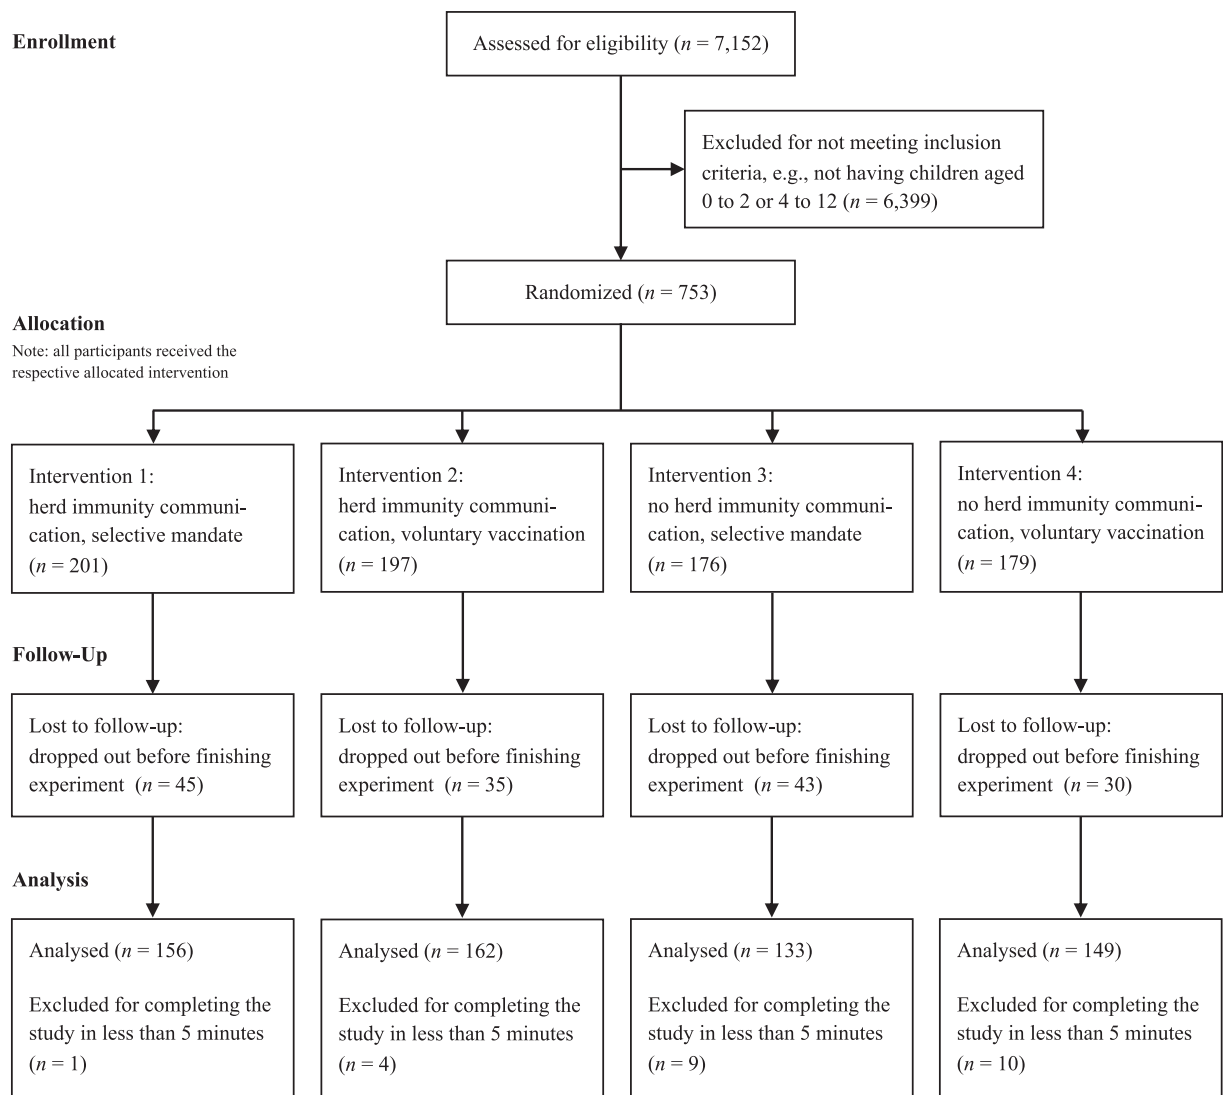 Enrollment
Assessed for eligibility (n = 7,152)
Excluded for not meeting inclusion
criteria, e.g., not having children aged
0 to 2 or 4 to 12 (n = 6,399)
Randomized (n = 753)
Allocation
Note: all participants received the
respective allocated intervention
Intervention 1:
herd immunity communi-
cation, selective mandate
(n = 201)
Intervention 2:
herd immunity communi-
cation, voluntary vaccination
(n = 197)
Intervention 3:
no herd immunity communi-
cation, selective mandate
(n = 176)
Intervention 4:
no herd immunity communi-
cation, voluntary vaccination
(n = 179)
Follow-Up
Lost to follow-up:
dropped out before finishing
experiment (n = 45)
Lost to follow-up:
dropped out before finishing
experiment (n = 35)
Lost to follow-up:
dropped out before finishing
experiment (n = 43)
Lost to follow-up:
dropped out before finishing
experiment (n = 30)
Analysis
Analysed (n = 156)
Excluded for completing the
study in less than 5 minutes
(n = 1)
Analysed (n = 162)
Excluded for completing the
study in less than 5 minutes
(n = 4)
Analysed (n = 133)
Excluded for completing the
study in less than 5 minutes
(n = 9)
Analysed (n = 149)
Excluded for completing the
study in less than 5 minutes
(n = 10)